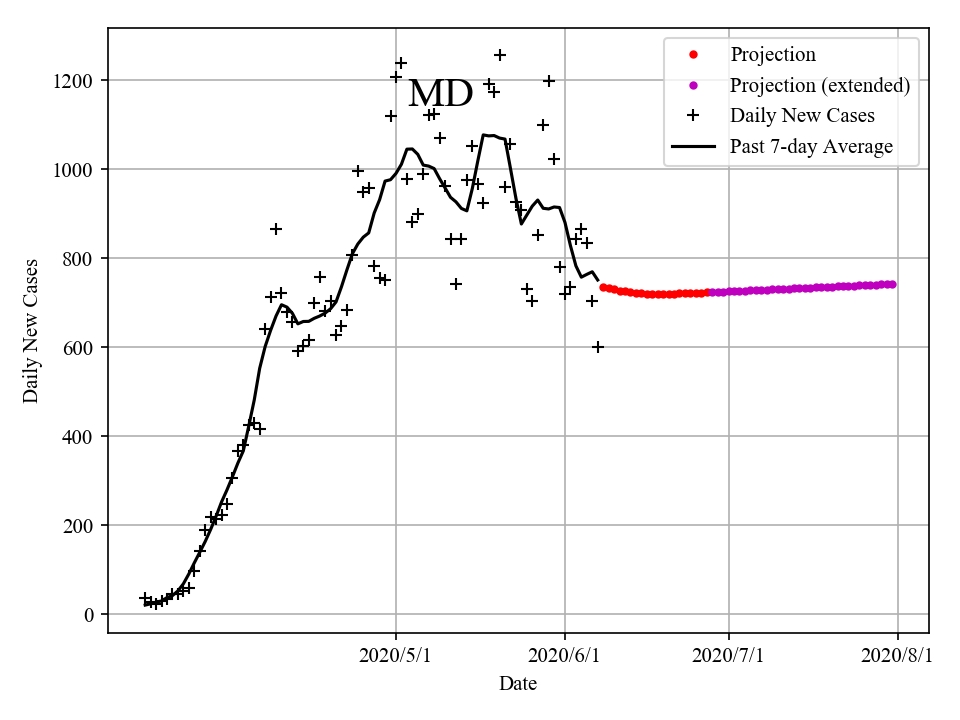 MD
Projection
Projection (extended)
Daily New Cases
Past 7-day Average
Daily New Cases
1200
1000
800
600
400
200
0
2020/5/1
2020/6/1
2020/7/1
2020/8/1
Date